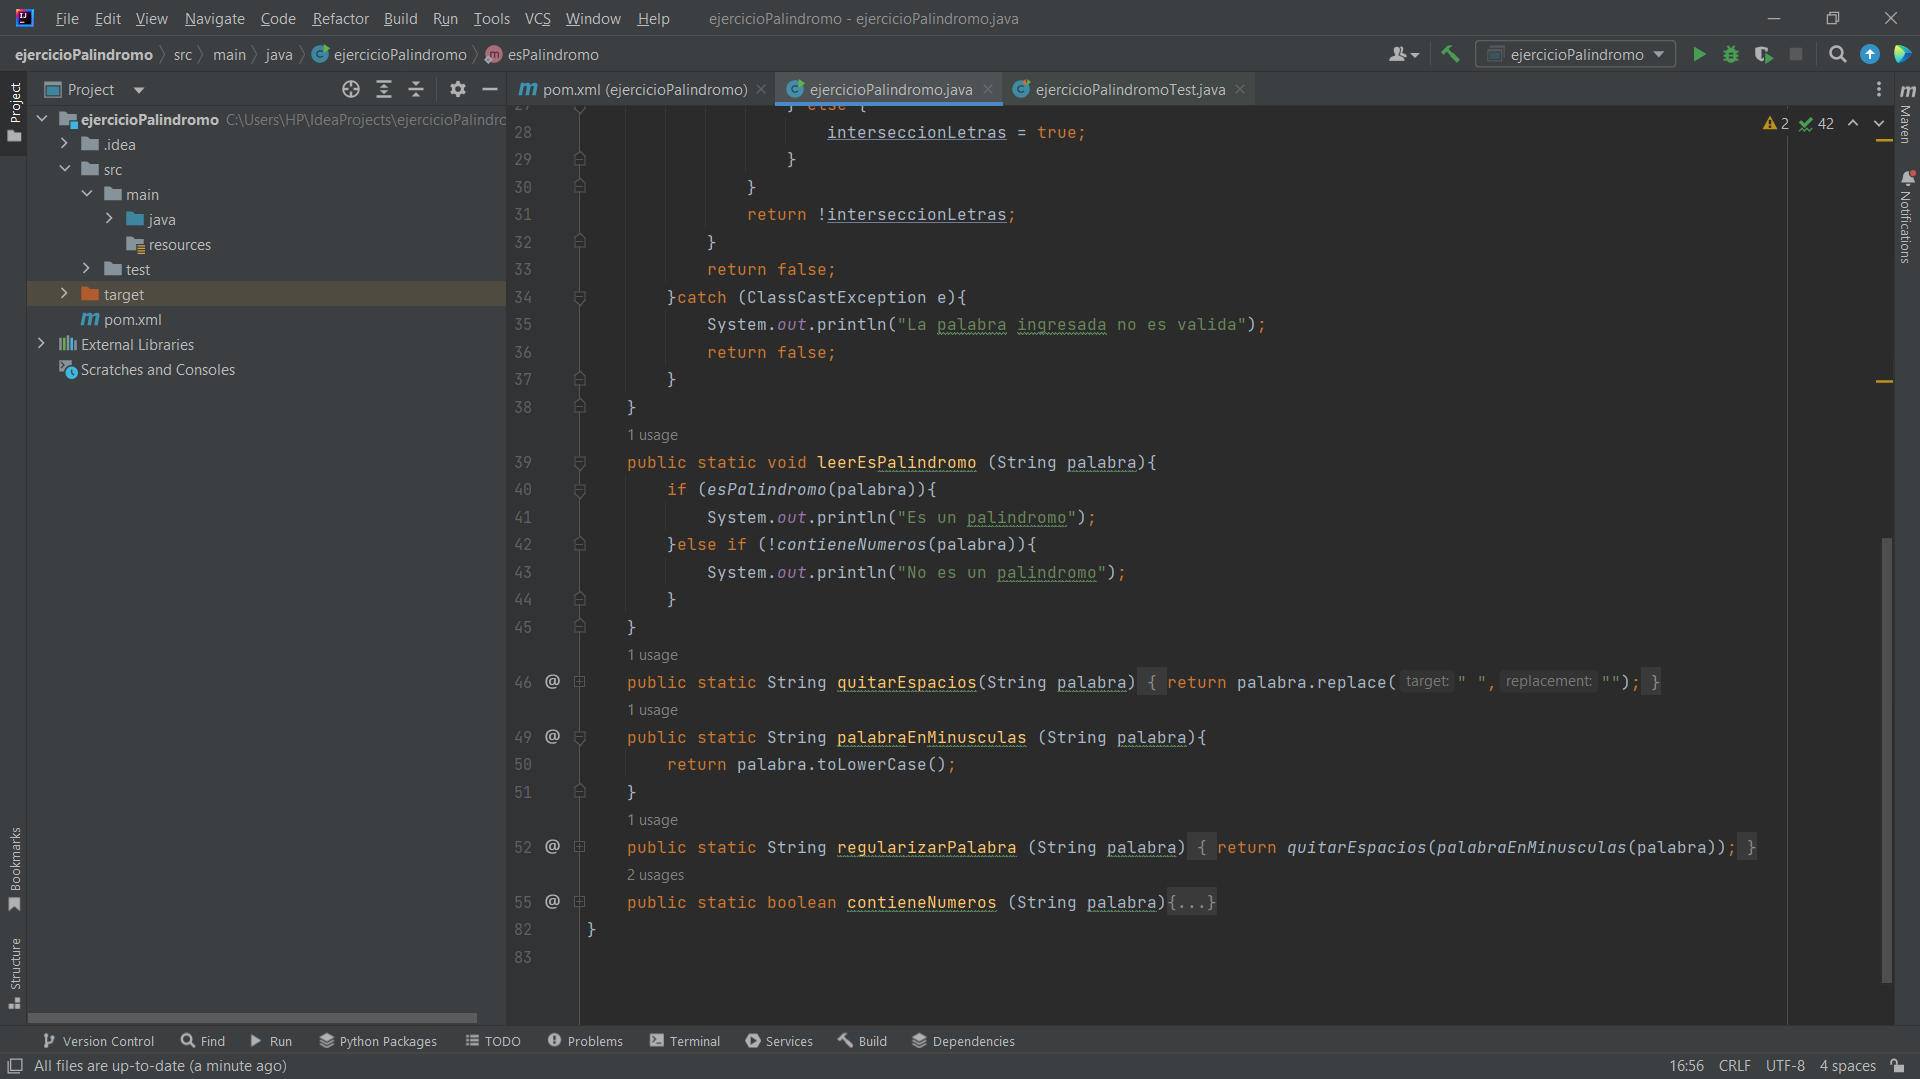 File Edit View Navigate Code Refactor Build Run Tools VCS Window Help ejercicioPalindromo - ejercicioPalindromo.java
ejercicioPalindromo src main java ejercicioPalindromo esPalindromo ejercicioPalindromo
Project pom.xml (ejercicioPalindromo) ejercicioPalindromo.java ejercicioPalindromoTest.java
Project
Bookmarks
Structure
Maven
Notifications
ejercicioPalindromo C:\Users\HP\IdeaProjects\ejercicioPalindro
.idea
src
main
java
resources
test
target
pom.xml
External Libraries
Scratches and Consoles
2 42
27 } else {
28 interseccionLetras = true;
29 }
30 }
31 return !interseccionLetras;
32 }
33 return false;
34 }catch (ClassCastException e){
35 System.out.println("La palabra ingresada no es valida");
36 return false;
37 }
38 }
1 usage
39 public static void leerEsPalindromo (String palabra){
40 if (esPalindromo(palabra)){
41 System.out.println("Es un palindromo");
42 }else if (!contieneNumeros(palabra)){
43 System.out.println("No es un palindromo");
44 }
45 }
1 usage
46 @ public static String quitarEspacios(String palabra) { return palabra.replace( target: " ", replacement: ""); }
1 usage
49 @ public static String palabraEnMinusculas (String palabra){
50 return palabra.toLowerCase();
51 }
1 usage
52 @ public static String regularizarPalabra (String palabra) { return quitarEspacios(palabraEnMinusculas(palabra)); }
2 usages
55 @ public static boolean contieneNumeros (String palabra){...}
82 }
83
Version Control Find Run Python Packages TODO Problems Terminal Services Build Dependencies
All files are up-to-date (a minute ago) 16:56 CRLF UTF-8 4 spaces